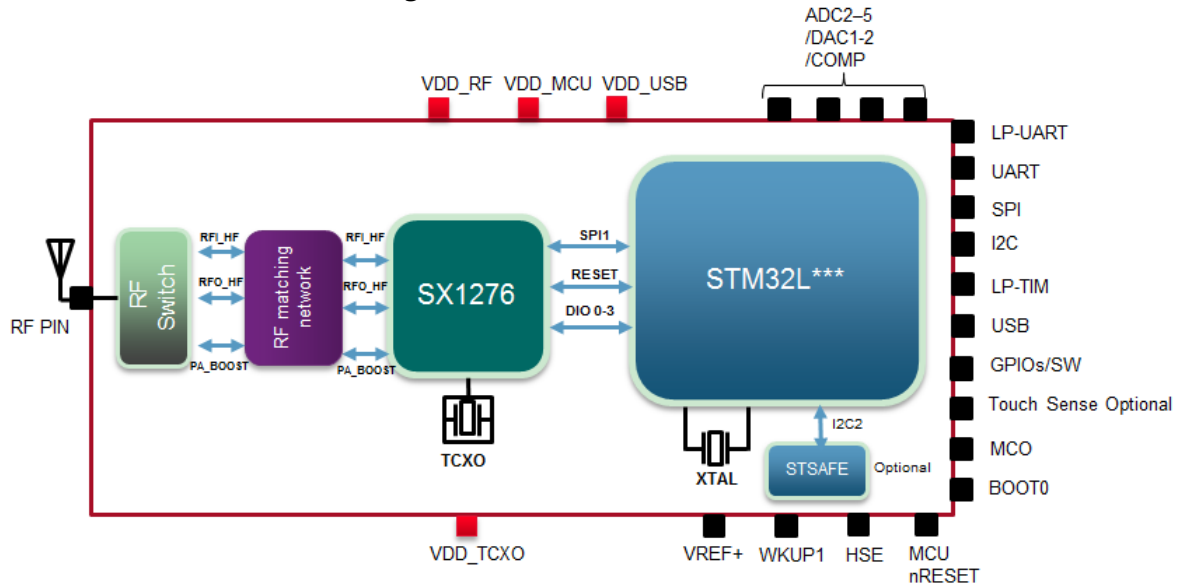 ADC2–5
/DAC1-2
/COMP
VDD_RF
VDD_MCU
VDD_USB
LP-UART
UART
SPI
I2C
LP-TIM
USB
GPIOs/SW
Touch Sense Optional
MCO
BOOT0
RF PIN
RF
Switch
RFI_HF
RFO_HF
PA_BOOST
RF matching
network
RFI_HF
RFO_HF
PA_BOOST
SX1276
SPI1
RESET
DIO 0-3
STM32L***
TCXO
XTAL
I2C2
STSAFE
Optional
VDD_TCXO
VREF+
WKUP1
HSE
MCU
nRESET